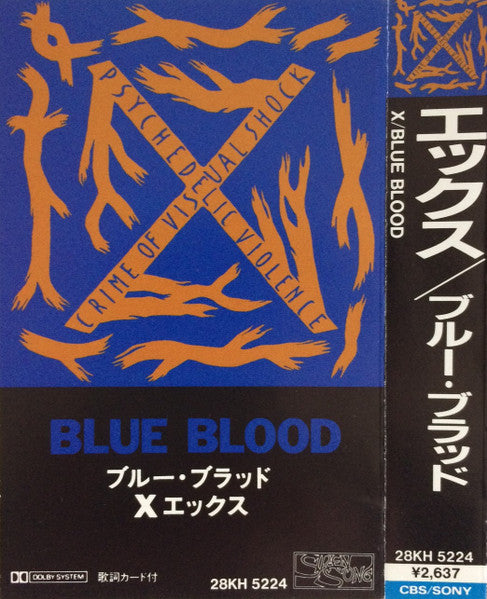 PSYCHEDELIC VIOLENCE
CRIME OF VISUAL SHOCK
BLUE BLOOD
ブルー・ブラッド
X エックス
DOLBY SYSTEM
歌詞カード付
28KH 5224
エックス/ブルー・ブラッド
X/BLUE BLOOD
28KH 5224
¥2,637
CBS/SONY